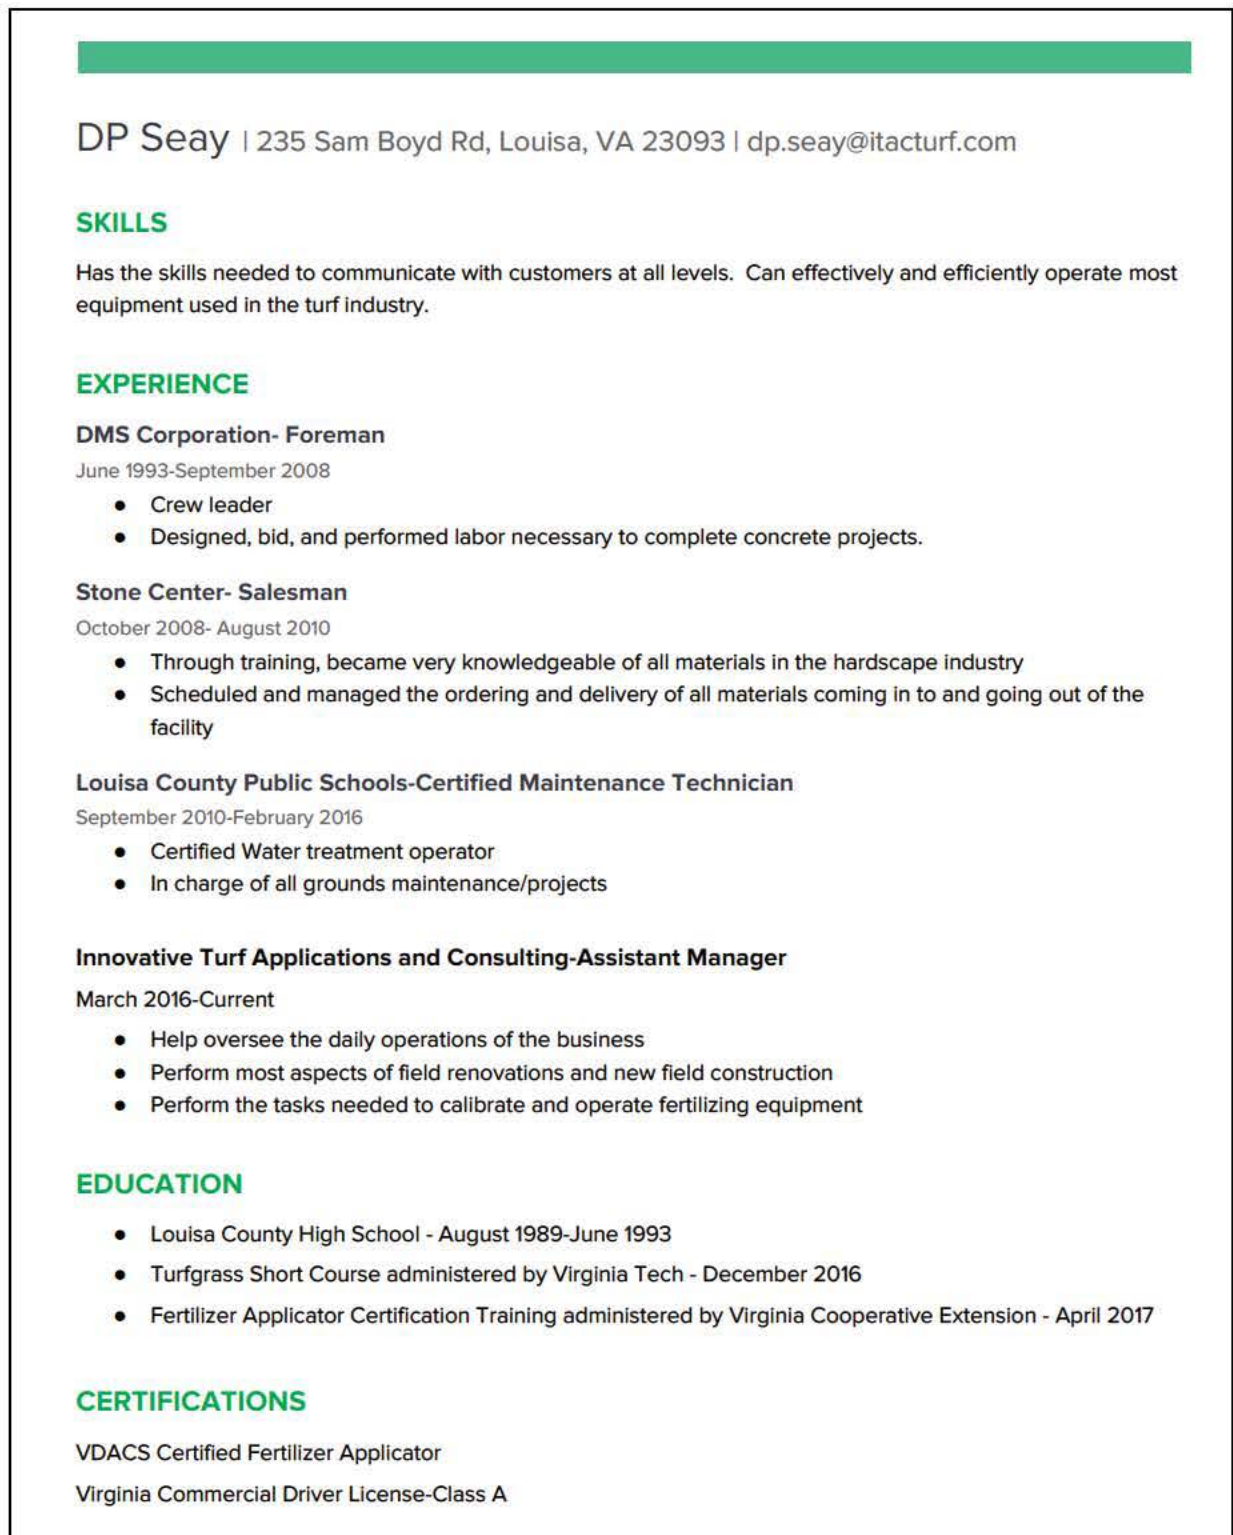 DP Seay | 235 Sam Boyd Rd, Louisa, VA 23093 | dp.seay@itacturf.com
SKILLS
Has the skills needed to communicate with customers at all levels.  Can effectively and efficiently operate most
equipment used in the turf industry.
EXPERIENCE
DMS Corporation- Foreman
June 1993-September 2008
● Crew leader
● Designed, bid, and performed labor necessary to complete concrete projects.
Stone Center- Salesman
October 2008- August 2010
● Through training, became very knowledgeable of all materials in the hardscape industry
● Scheduled and managed the ordering and delivery of all materials coming in to and going out of the
facility
Louisa County Public Schools-Certified Maintenance Technician
September 2010-February 2016
● Certified Water treatment operator
● In charge of all grounds maintenance/projects
Innovative Turf Applications and Consulting-Assistant Manager
March 2016-Current
● Help oversee the daily operations of the business
● Perform most aspects of field renovations and new field construction
● Perform the tasks needed to calibrate and operate fertilizing equipment
EDUCATION
● Louisa County High School - August 1989-June 1993
● Turfgrass Short Course administered by Virginia Tech - December 2016
● Fertilizer Applicator Certification Training administered by Virginia Cooperative Extension - April 2017
CERTIFICATIONS
VDACS Certified Fertilizer Applicator
Virginia Commercial Driver License-Class A